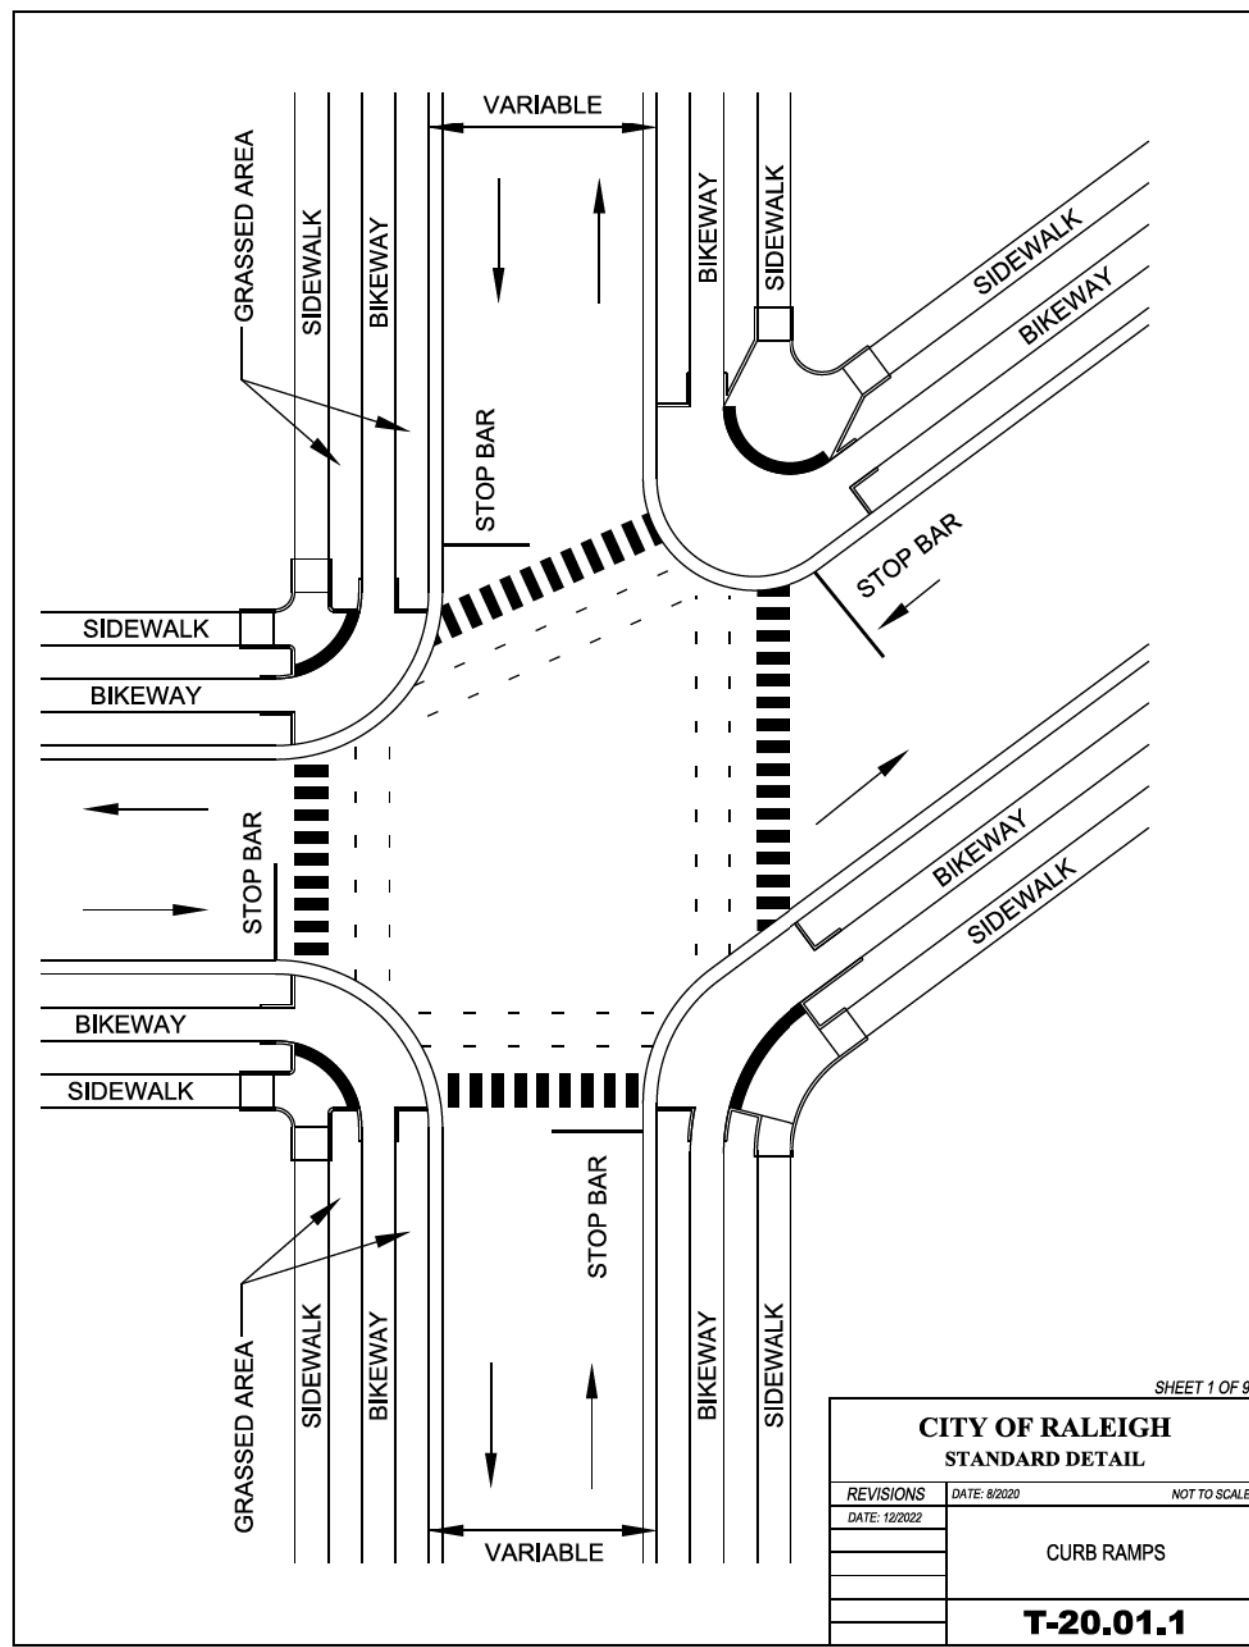 VARIABLE
GRASSED AREA
SIDEWALK
BIKEWAY
BIKEWAY
SIDEWALK
SIDEWALK
BIKEWAY
STOP BAR
STOP BAR
SIDEWALK
BIKEWAY
STOP BAR
BIKEWAY
SIDEWALK
BIKEWAY
SIDEWALK
STOP BAR
GRASSED AREA
SIDEWALK
BIKEWAY
BIKEWAY
SIDEWALK
VARIABLE
SHEET 1 OF 9
CITY OF RALEIGH
STANDARD DETAIL
REVISIONS
DATE: 8/2020
NOT TO SCALE
DATE: 12/2022
CURB RAMPS
T-20.01.1